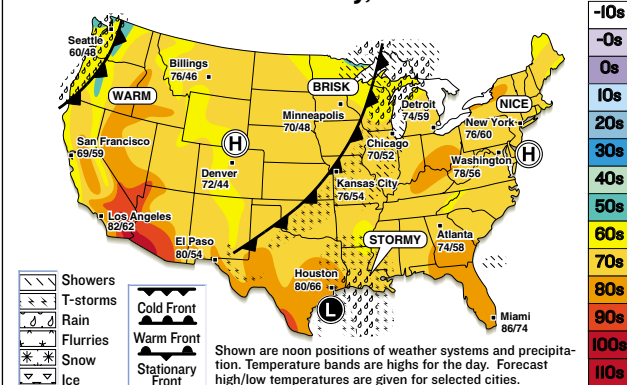 Seattle
60/48
Billings
76/46
WARM
BRISK
Minneapolis
70/48
Detroit
74/59
NICE
New York
76/60
San Francisco
69/59
H
Denver
72/44
Chicago
70/52
Washington
78/56
H
Kansas City
76/54
Los Angeles
82/62
El Paso
80/54
STORMY
Atlanta
74/58
Houston
80/66
L
Miami
86/74
Showers
T-storms
Rain
Flurries
Snow
Ice
Cold Front
Warm Front
Stationary
Front
Shown are noon positions of weather systems and precipita-
tion. Temperature bands are highs for the day. Forecast
high/low temperatures are given for selected cities.
-10s
-0s
0s
10s
20s
30s
40s
50s
60s
70s
80s
90s
100s
110s